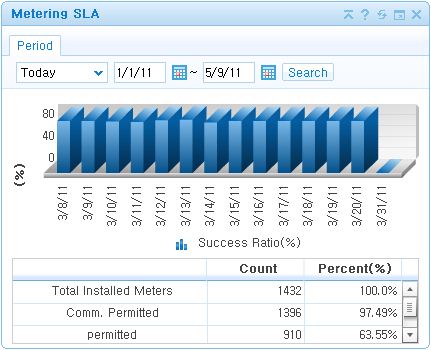 Metering SLA
Period
Today 1/1/11 ~ 5/9/11 Search
80
40
0
(%)
3/8/11 3/9/11 3/10/11 3/11/11 3/12/11 3/13/11 3/14/11 3/15/11 3/16/11 3/17/11 3/18/11 3/19/11 3/20/11 3/31/11
Success Ratio(%)
Count Percent(%)
Total Installed Meters 1432 100.0%
Comm. Permitted 1396 97.49%
permitted 910 63.55%